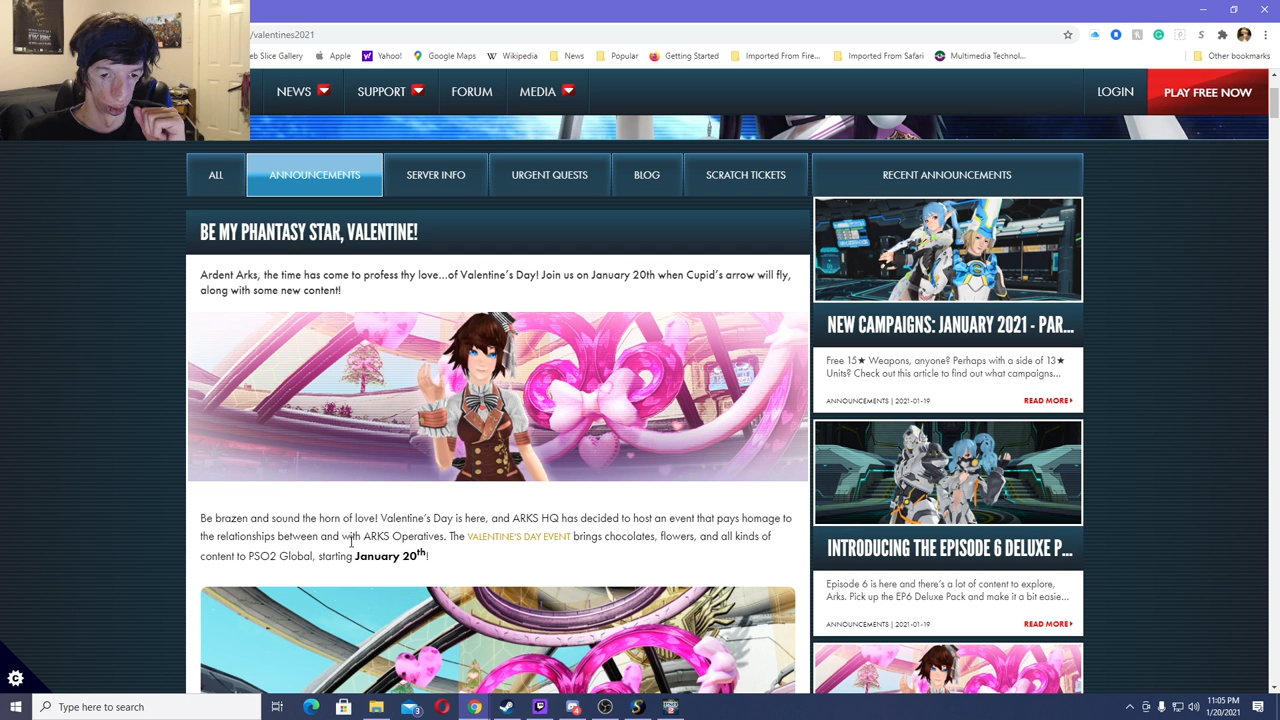 /valentines2021
eb Slice Gallery Apple Yahoo! Google Maps Wikipedia News Popular Getting Started Imported From Fire... Imported From Safari Multimedia Technol... Other bookmarks
NEWS SUPPORT FORUM MEDIA LOGIN PLAY FREE NOW
ALL ANNOUNCEMENTS SERVER INFO URGENT QUESTS BLOG SCRATCH TICKETS RECENT ANNOUNCEMENTS
BE MY PHANTASY STAR, VALENTINE!
Ardent Arks, the time has come to profess thy love...of Valentine's Day! Join us on January 20th when Cupid's arrow will fly,
along with some new content!
Be brazen and sound the horn of love! Valentine's Day is here, and ARKS HQ has decided to host an event that pays homage to
the relationships between and with ARKS Operatives. The VALENTINE'S DAY EVENT brings chocolates, flowers, and all kinds of
content to PSO2 Global, starting January 20th!
NEW CAMPAIGNS: JANUARY 2021 - PAR...
Free 15★ Weapons, anyone? Perhaps with a side of 13★
Units? Check out this article to find out what campaigns...
ANNOUNCEMENTS | 2021-01-19 READ MORE
INTRODUCING THE EPISODE 6 DELUXE P...
Episode 6 is here and there's a lot of content to explore,
Arks. Pick up the EP6 Deluxe Pack and make it a bit easie...
ANNOUNCEMENTS | 2021-01-19 READ MORE
Type here to search
3
11:05 PM
1/20/2021